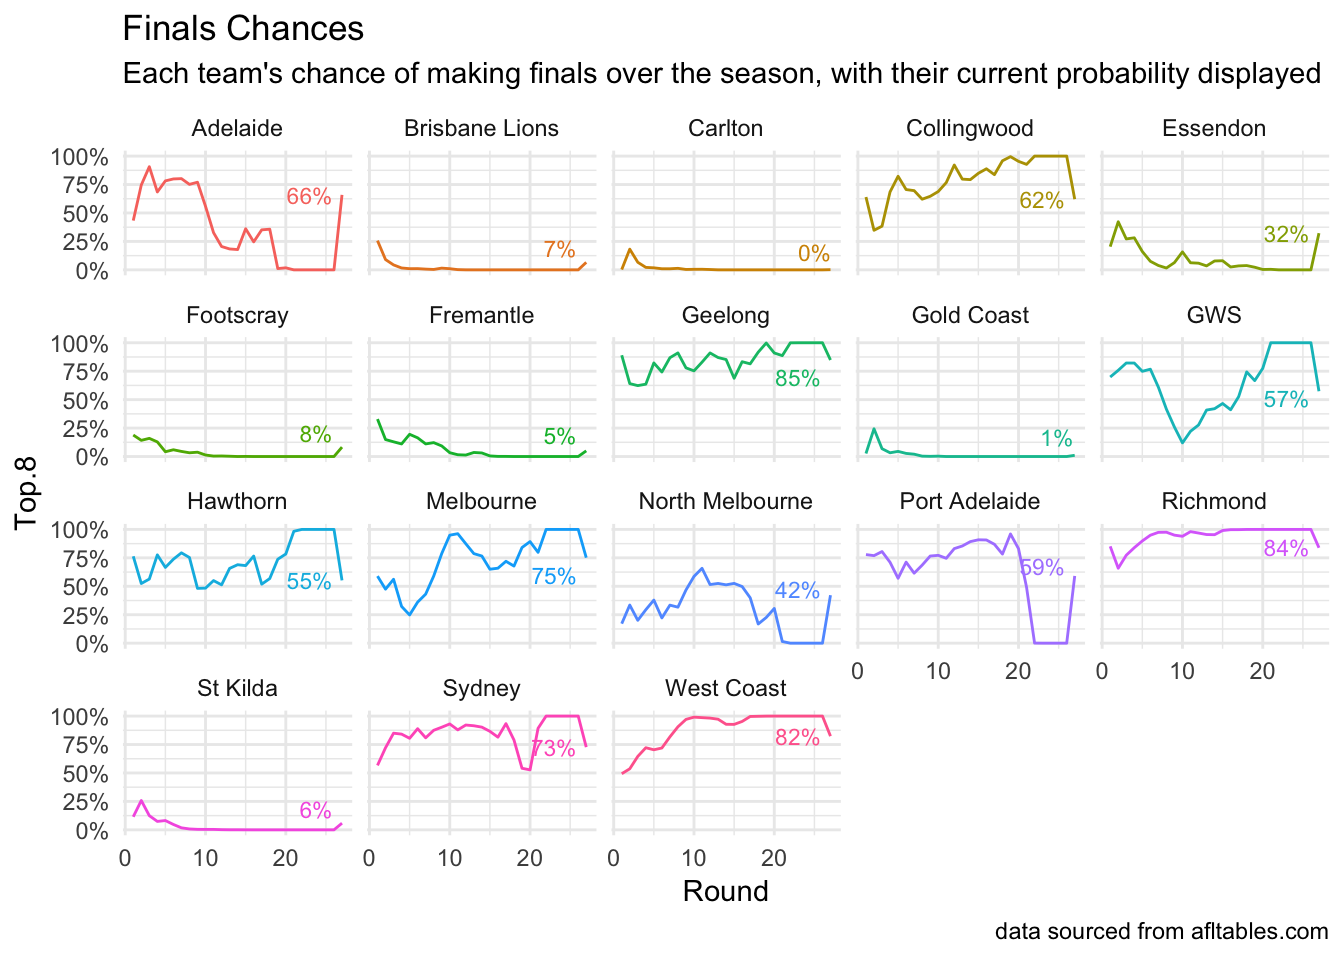 Finals Chances
Each team's chance of making finals over the season, with their current probability displayed
Adelaide Brisbane Lions Carlton Collingwood Essendon
100%
75%
50%
25%
0%
66% 7% 0% 62% 32%
Footscray Fremantle Geelong Gold Coast GWS
100%
75%
50%
25%
0%
8% 5% 85% 1% 57%
Top.8
Hawthorn Melbourne North Melbourne Port Adelaide Richmond
100%
75%
50%
25%
0%
55% 75% 42% 59% 84%
0 10 20 0 10 20
St Kilda Sydney West Coast
100%
75%
50%
25%
0%
6% 73% 82%
0 10 20 0 10 20 0 10 20
Round
data sourced from afltables.com